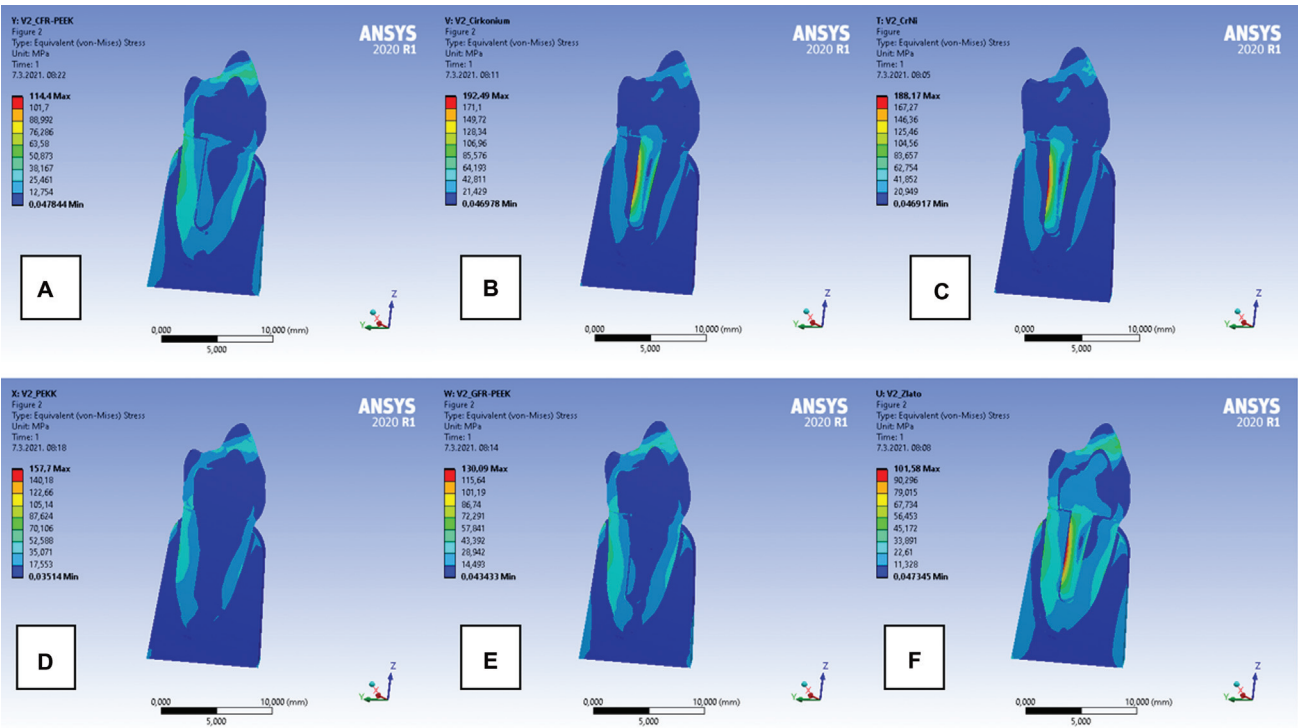 Y: V2_CFR-PEEK
Figure 2
Type: Equivalent (von-Mises) Stress
Unit: MPa
Time: 1
7.3.2021. 08:22
114,4 Max
101,7
88,992
76,286
63,58
50,873
38,167
25,461
12,754
0,047844 Min
ANSYS
2020 R1
A
0,000
10,000 (mm)
5,000
Z
Y
X
V: V2_Cirkonium
Figure 2
Type: Equivalent (von-Mises) Stress
Unit: MPa
Time: 1
7.3.2021. 08:11
192,49 Max
171,1
149,72
128,34
106,96
85,576
64,193
42,811
21,429
0,046978 Min
ANSYS
2020 R1
B
0,000
10,000 (mm)
5,000
Z
Y
X
T: V2_CrNi
Figure
Type: Equivalent (von-Mises) Stress
Unit: MPa
Time: 1
7.3.2021. 08:05
188,17 Max
167,27
146,36
125,46
104,56
83,657
62,754
41,852
20,949
0,046917 Min
ANSYS
2020 R1
C
0,000
10,000 (mm)
5,000
Z
Y
X
X: V2_PEKK
Figure 2
Type: Equivalent (von-Mises) Stress
Unit: MPa
Time: 1
7.3.2021. 08:18
157,7 Max
140,18
122,66
105,14
87,624
70,106
52,588
35,071
17,553
0,03514 Min
ANSYS
2020 R1
D
0,000
10,000 (mm)
5,000
Z
Y
X
W: V2_GFR-PEEK
Figure 2
Type: Equivalent (von-Mises) Stress
Unit: MPa
Time: 1
7.3.2021. 08:14
130,09 Max
115,64
101,19
86,74
72,291
57,841
43,392
28,942
14,493
0,043433 Min
ANSYS
2020 R1
E
0,000
10,000 (mm)
5,000
Z
Y
X
U: V2_Zlato
Figure 2
Type: Equivalent (von-Mises) Stress
Unit: MPa
Time: 1
7.3.2021. 08:08
101,58 Max
90,296
79,015
67,734
56,453
45,172
33,891
22,61
11,328
0,047345 Min
ANSYS
2020 R1
F
0,000
10,000 (mm)
5,000
Z
Y
X